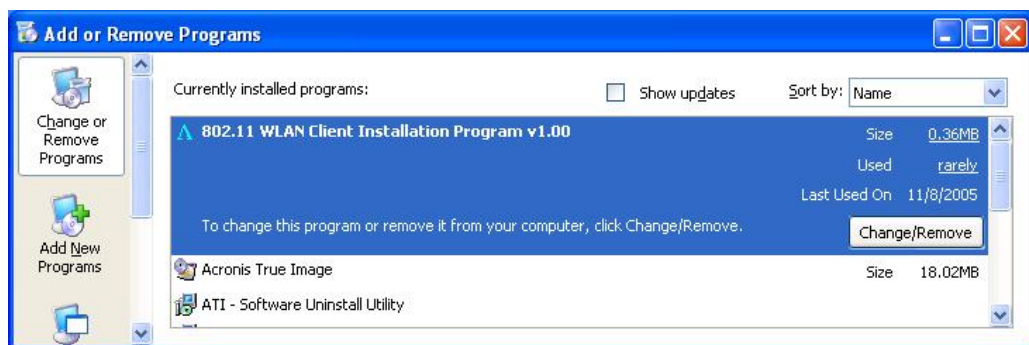 Add or Remove Programs
Change or
Remove
Programs
Add New
Programs
Currently installed programs:
Show updates
Sort by: Name
802.11 WLAN Client Installation Program v1.00
Size 0.36MB
Used rarely
Last Used On 11/8/2005
To change this program or remove it from your computer, click Change/Remove.
Change/Remove
Acronis True Image
Size 18.02MB
ATI - Software Uninstall Utility